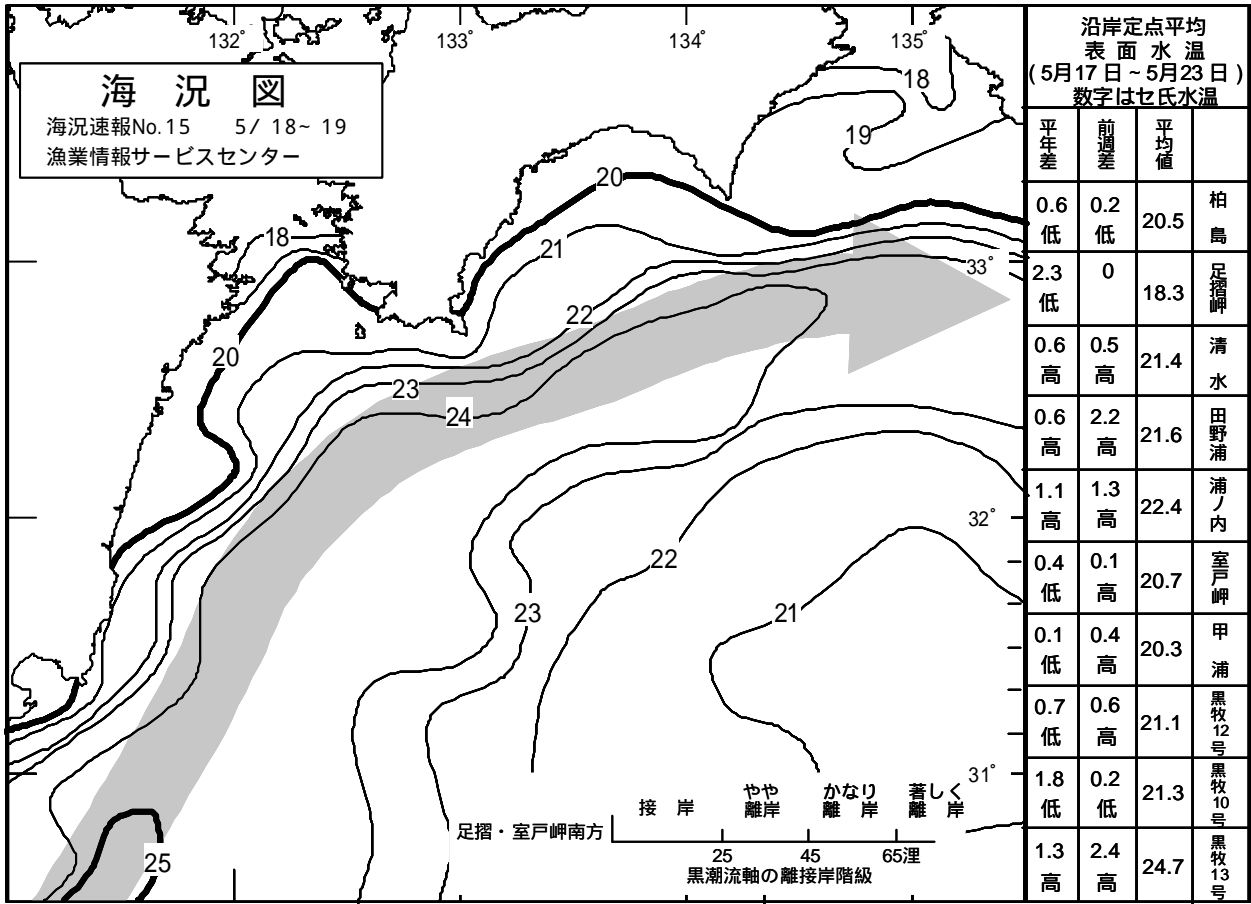 132°
133°
134°
135°
海 況 図
海況速報No.15 5/ 18~ 19
漁業情報サービスセンター
18
19
20
18
21
33°
22
20
23
24
32°
22
23
21
31°
25
接 岸
やや
離岸
かなり
離 岸
著しく
離 岸
足摺・室戸岬南方
25 45 65浬
黒潮流軸の離接岸階級
沿岸定点平均
表 面 水 温
( 5月17 日 ~ 5月23 日 )
数字はセ氏水温
平年差 前週差 平均値
0.6低 0.2低 20.5 柏島
2.3低 0 18.3 足摺岬
0.6高 0.5高 21.4 清水
0.6高 2.2高 21.6 田野浦
1.1高 1.3高 22.4 浦ノ内
0.4低 0.1高 20.7 室戸岬
0.1低 0.4高 20.3 甲浦
0.7低 0.6高 21.1 黒牧12号
1.8低 0.2低 21.3 黒牧10号
1.3高 2.4高 24.7 黒牧13号